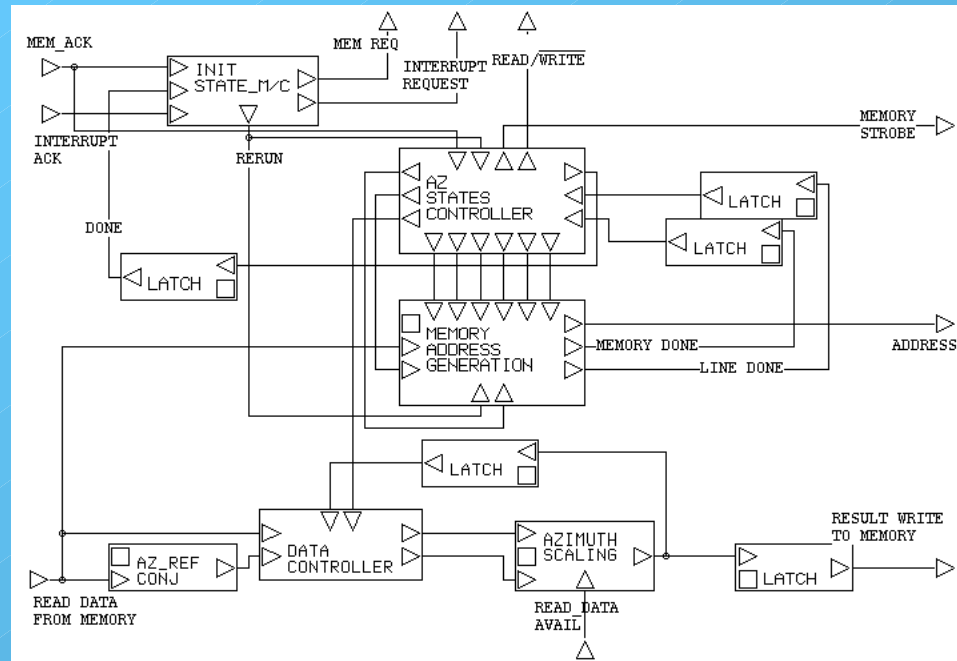 MEM_ACK
INIT
STATE_M/C
MEM REQ
INTERRUPT
REQUEST
READ/WRITE
INTERRUPT
ACK
RERUN
MEMORY
STROBE
AZ
STATES
CONTROLLER
LATCH
LATCH
DONE
LATCH
MEMORY
ADDRESS
GENERATION
MEMORY DONE
LINE DONE
ADDRESS
LATCH
DATA
CONTROLLER
AZIMUTH
SCALING
RESULT WRITE
TO MEMORY
AZ_REF
CONJ
LATCH
READ DATA
FROM MEMORY
READ_DATA
AVAIL